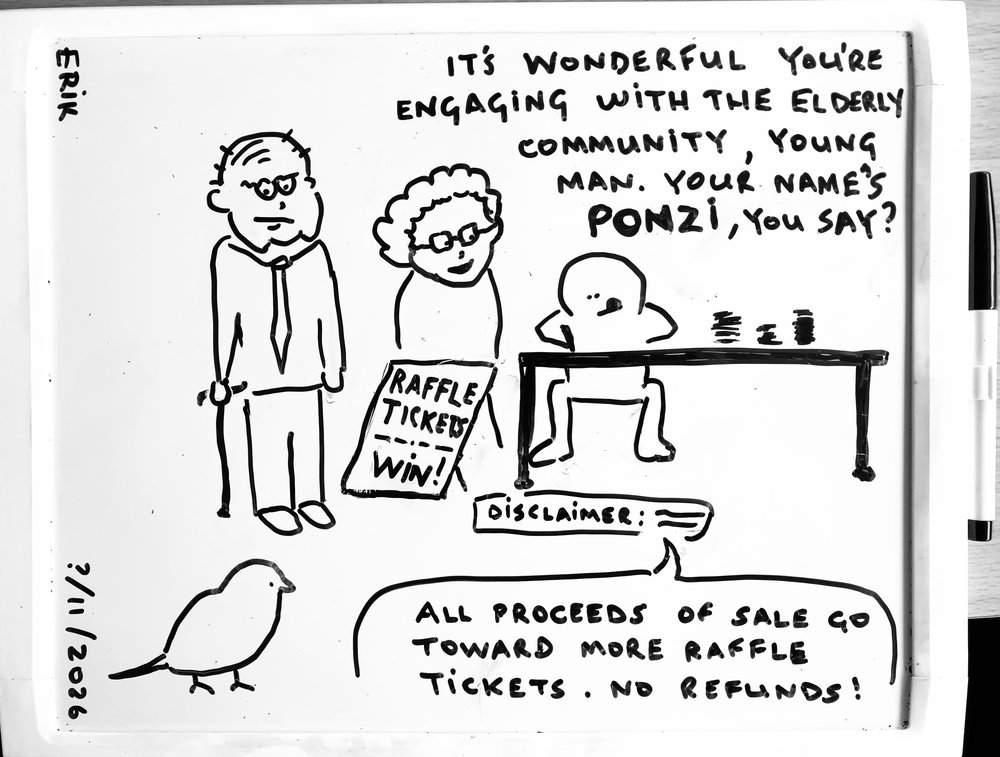 ERIK
IT'S WONDERFUL YOU'RE
ENGAGING WITH THE ELDERLY
COMMUNITY, YOUNG
MAN. YOUR NAME'S
PONZI, YOU SAY?
RAFFLE
TICKETS
WIN!
DISCLAIMER:
ALL PROCEEDS OF SALE GO
TOWARD MORE RAFFLE
TICKETS. NO REFUNDS!
?/11/2026